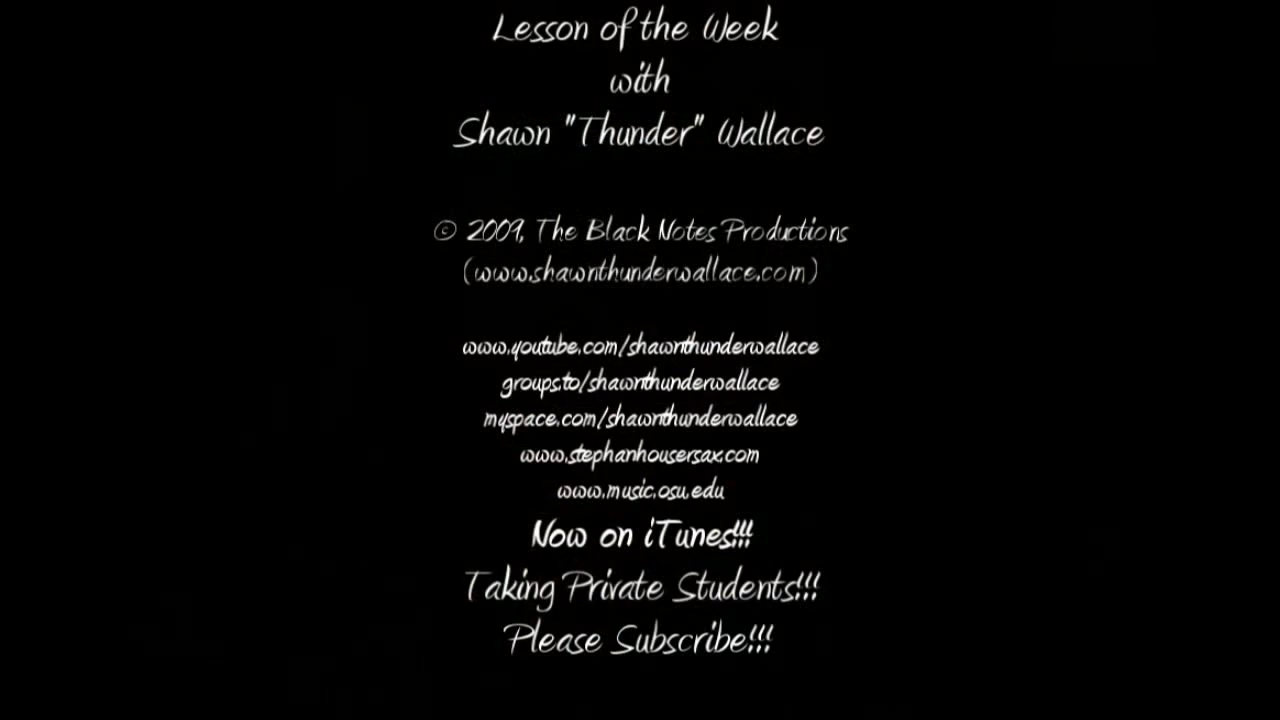 Lesson of the Week
with
Shawn "Thunder" Wallace
© 2009, The Black Notes Productions
(www.shawnthunderwallace.com)
www.youtube.com/shawnthunderwallace
groups.to/shawnthunderwallace
myspace.com/shawnthunderwallace
www.stephanhousersax.com
www.music.osu.edu
Now on iTunes!!!
Taking Private Students!!!
Please Subscribe!!!